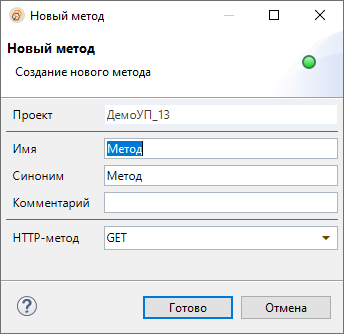 Новый метод
Новый метод
Создание нового метода
Проект ДемоУП_13
Имя Метод
Синоним Метод
Комментарий
HTTP-метод GET
? Готово Отмена